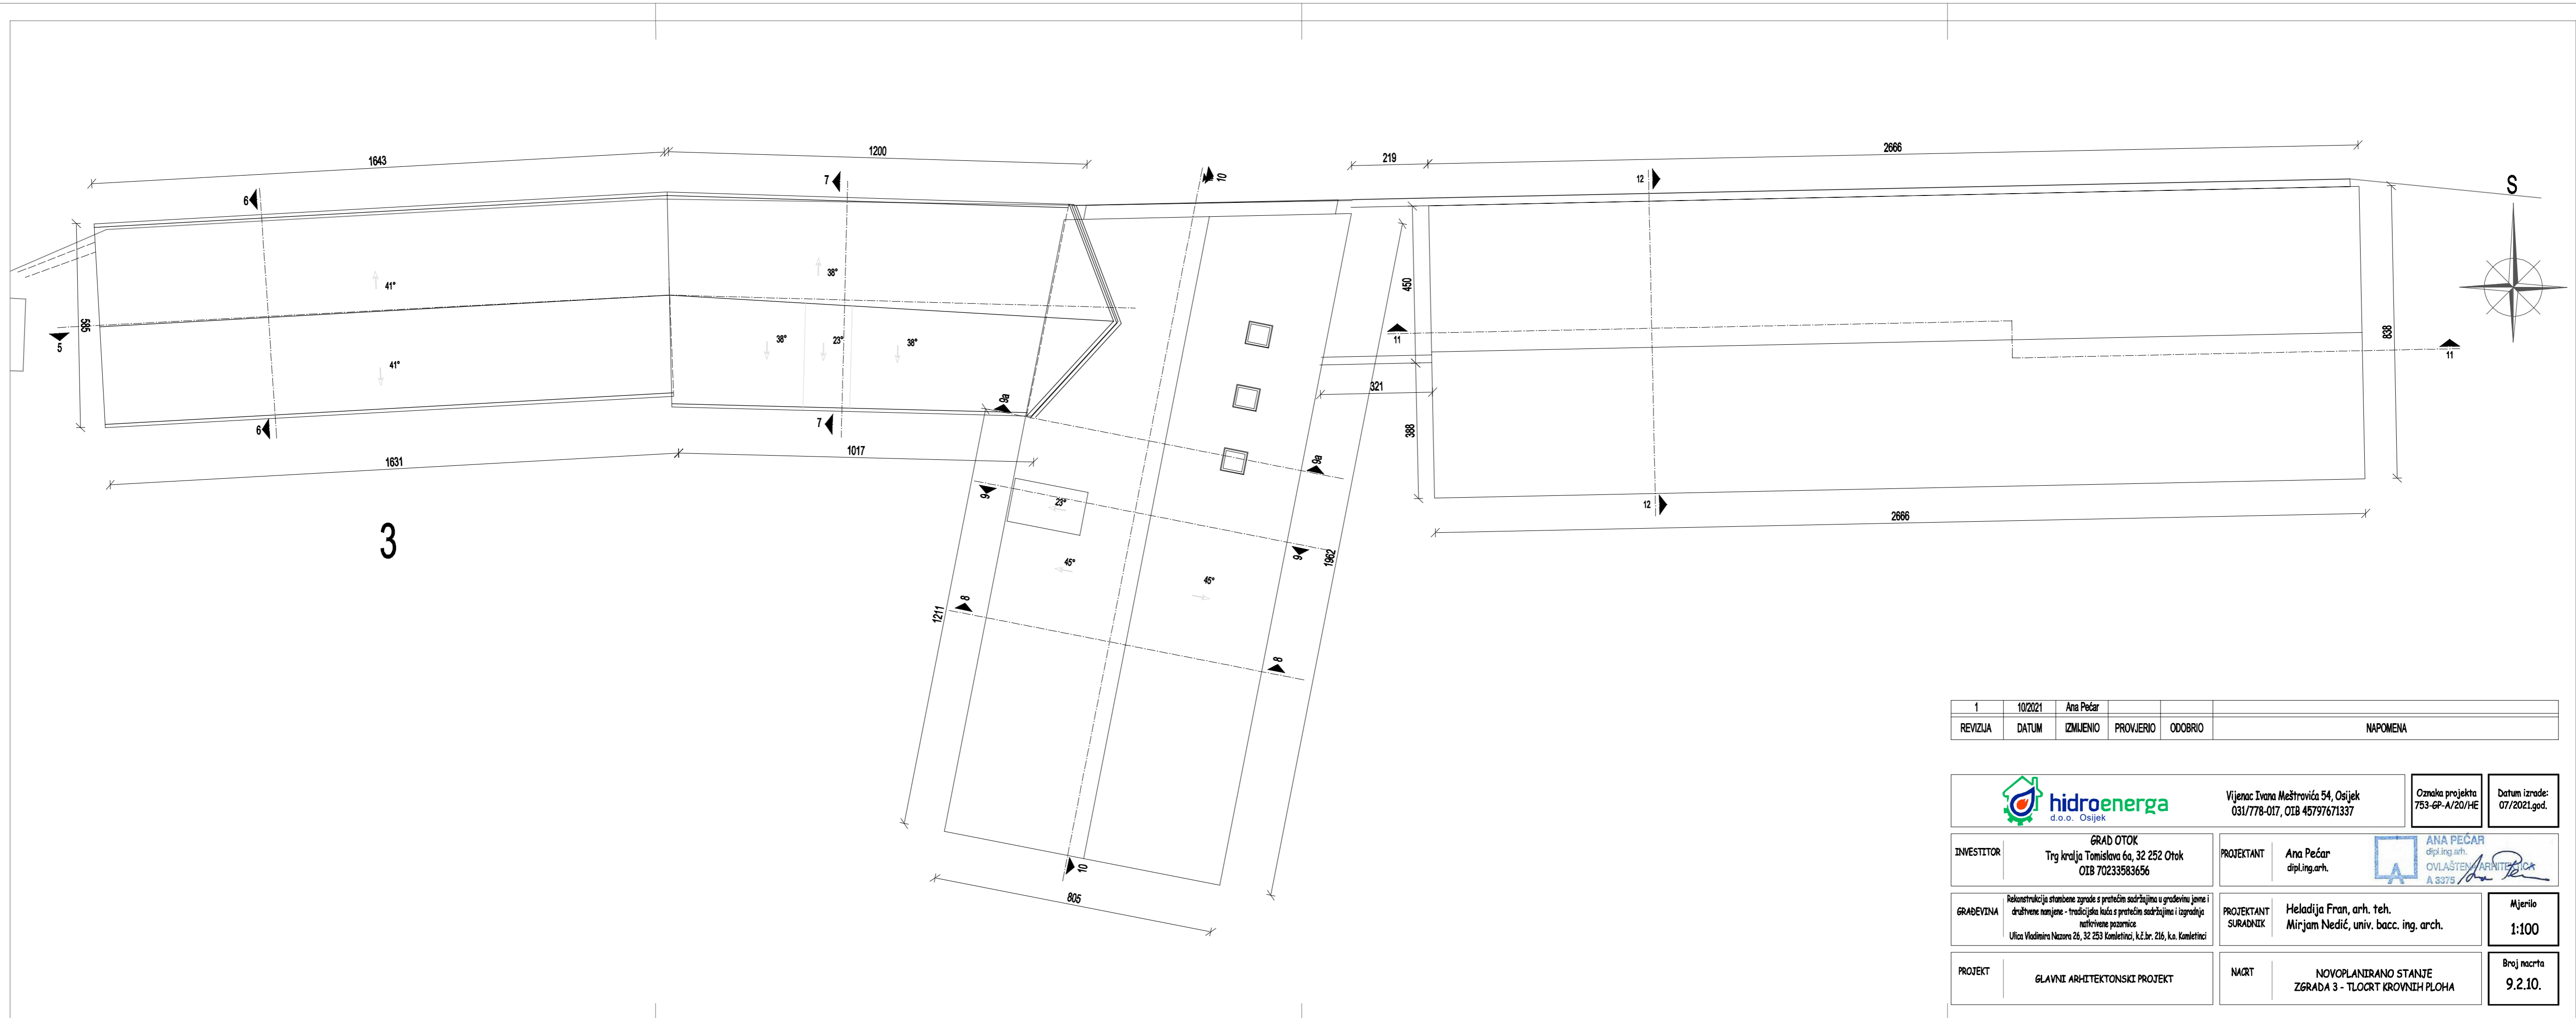 1643
1200
219
2666
6
7
10
12
S
585
5
41°
41°
38°
38°
23°
38°
450
11
838
11
321
388
9a
9a
6
7
1631
1017
3
9
23°
9
1962
12
2666
45°
45°
8
1211
8
10
805
1 10/2021 Ana Pečar
REVIZIJA DATUM IZMIJENIO PROVJERIO ODOBRIO NAPOMENA
hidroenerga
d.o.o. Osijek
Vijenac Ivana Meštrovića 54, Osijek
031/778-017, OIB 45797671337
Oznaka projekta
753-GP-A/20/HE
Datum izrade:
07/2021.god.
INVESTITOR
GRAD OTOK
Trg kralja Tomislava 6a, 32 252 Otok
OIB 70233583656
PROJEKTANT
Ana Pečar
dipl.ing.arh.
ANA PEČAR
dipl.ing.arh.
OVLAŠTENA ARHITEKTICA
A 3375
GRAĐEVINA
Rekonstrukcija stambene zgrade s pratećim sadržajima u građevinu javne i
društvene namjene - tradicijska kuća s pratećim sadržajima i izgradnja
natkrivene pozornice
Ulica Vladimira Nazora 26, 32 253 Komletinci, k.č.br. 216, k.o. Komletinci
PROJEKTANT
SURADNIK
Heladija Fran, arh. teh.
Mirjam Nedić, univ. bacc. ing. arch.
Mjerilo
1:100
PROJEKT
GLAVNI ARHITEKTONSKI PROJEKT
NACRT
NOVOPLANIRANO STANJE
ZGRADA 3 - TLOCRT KROVNIH PLOHA
Broj nacrta
9.2.10.